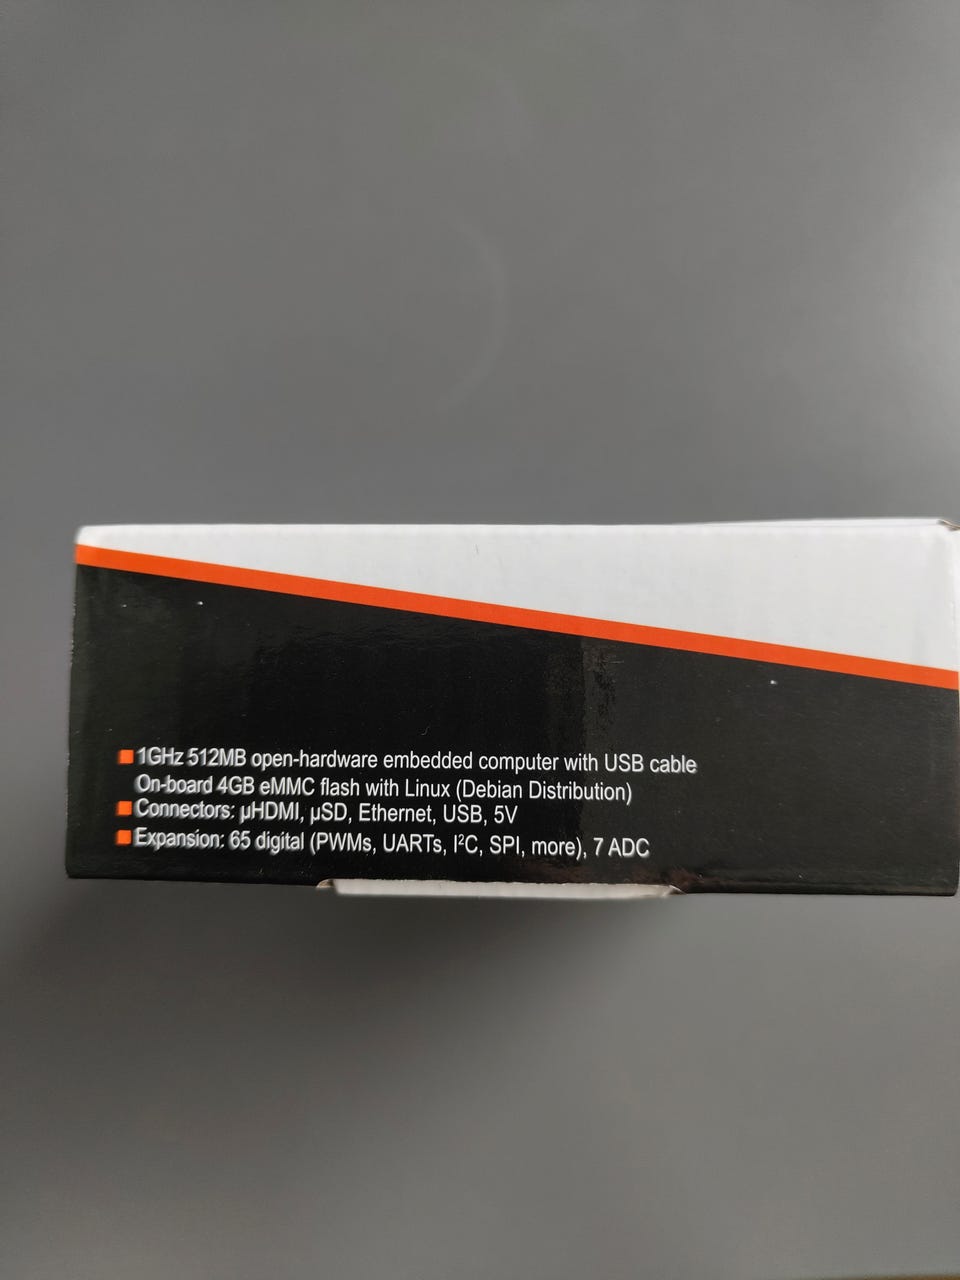 1GHz 512MB open-hardware embedded computer with USB cable
On-board 4GB eMMC flash with Linux (Debian Distribution)
Connectors: µHDMI, µSD, Ethernet, USB, 5V
Expansion: 65 digital (PWMs, UARTs, I²C, SPI, more), 7 ADC